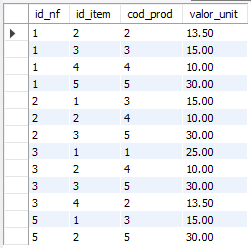 id_nf id_item cod_prod valor_unit
1 2 2 13.50
1 3 3 15.00
1 4 4 10.00
1 5 5 30.00
2 1 3 15.00
2 2 4 10.00
2 3 5 30.00
3 1 1 25.00
3 2 4 10.00
3 3 5 30.00
3 4 2 13.50
5 1 3 15.00
5 2 5 30.00